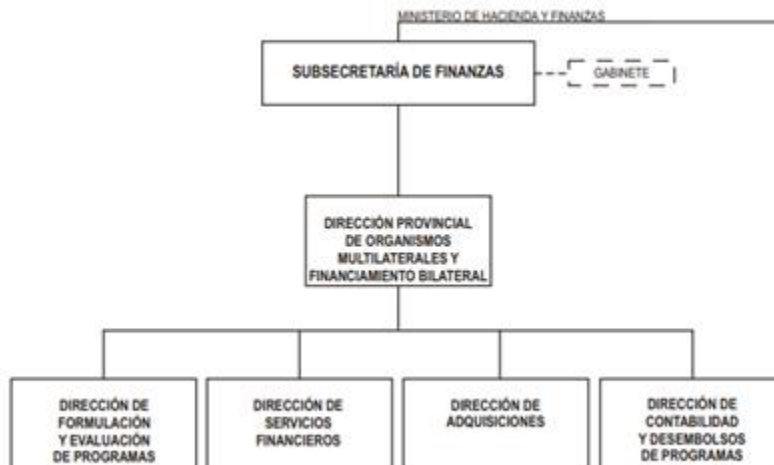 MINISTERIO DE HACIENDA Y FINANZAS
SUBSECRETARÍA DE FINANZAS
GABINETE
DIRECCIÓN PROVINCIAL
DE ORGANISMOS
MULTILATERALES Y
FINANCIAMIENTO BILATERAL
DIRECCIÓN DE
FORMULACIÓN
Y EVALUACIÓN
DE PROGRAMAS
DIRECCIÓN DE
SERVICIOS
FINANCIEROS
DIRECCIÓN DE
ADQUISICIONES
DIRECCIÓN DE
CONTABILIDAD
Y DESEMBOLSOS
DE PROGRAMAS